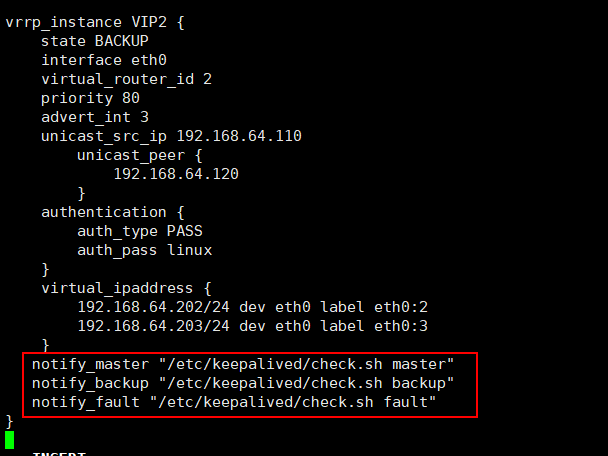 vrrp_instance VIP2 {
    state BACKUP
    interface eth0
    virtual_router_id 2
    priority 80
    advert_int 3
    unicast_src_ip 192.168.64.110
        unicast_peer {
            192.168.64.120
        }
    authentication {
        auth_type PASS
        auth_pass linux
    }
    virtual_ipaddress {
        192.168.64.202/24 dev eth0 label eth0:2
        192.168.64.203/24 dev eth0 label eth0:3
    }
   notify_master "/etc/keepalived/check.sh master"
   notify_backup "/etc/keepalived/check.sh backup"
   notify_fault "/etc/keepalived/check.sh fault"
}
-- INSERT --